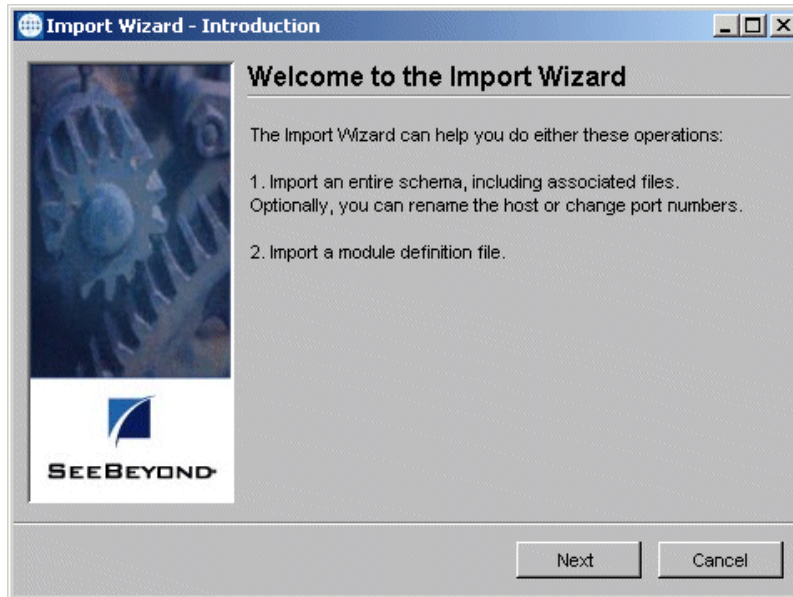 Import Wizard - Introduction
Welcome to the Import Wizard
The Import Wizard can help you do either these operations:
1. Import an entire schema, including associated files.
Optionally, you can rename the host or change port numbers.
2. Import a module definition file.
SEEBEYOND
Next
Cancel